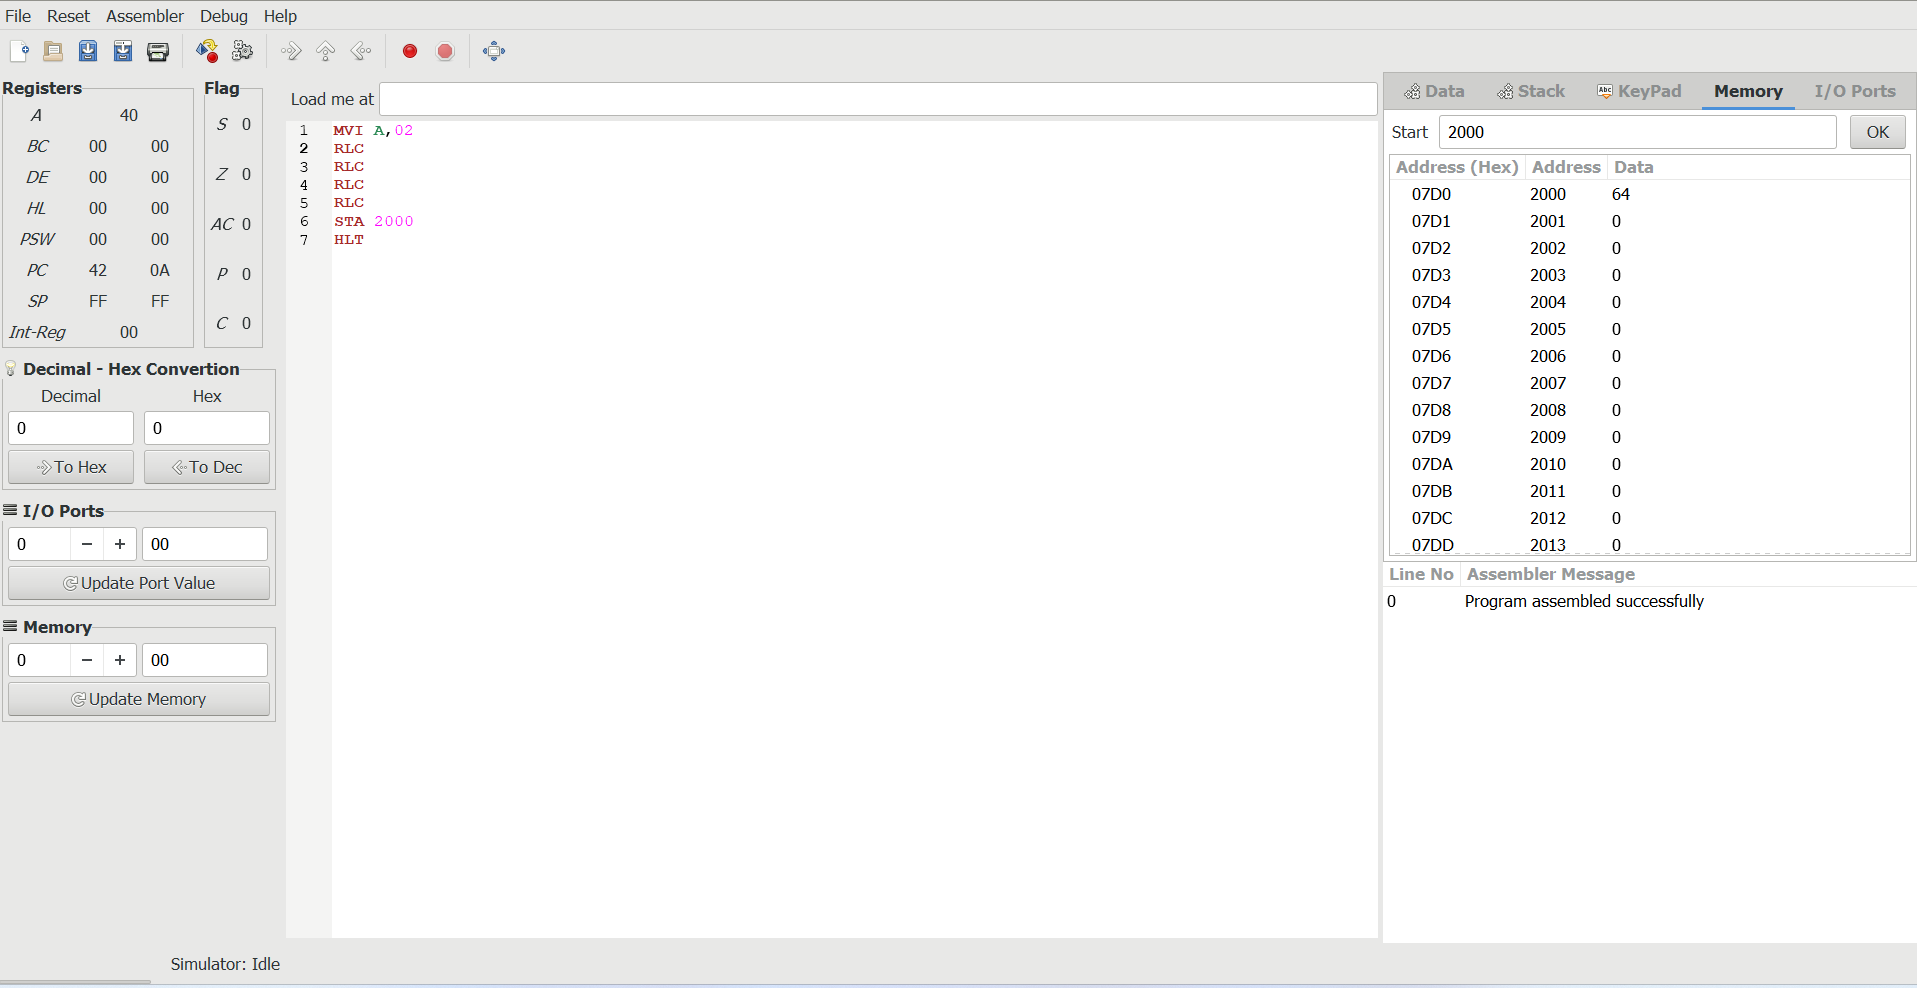 File Reset Assembler Debug Help
Registers
A 40
BC 00 00
DE 00 00
HL 00 00
PSW 00 00
PC 42 0A
SP FF FF
Int-Reg 00
Flag
S 0
Z 0
AC 0
P 0
C 0
Decimal - Hex Convertion
Decimal Hex
0 0
To Hex To Dec
I/O Ports
0 − + 00
Update Port Value
Memory
0 − + 00
Update Memory
Load me at
1 MVI A,02
2 RLC
3 RLC
4 RLC
5 RLC
6 STA 2000
7 HLT
Data Stack Abc KeyPad Memory I/O Ports
Start 2000 OK
Address (Hex) Address Data
07D0 2000 64
07D1 2001 0
07D2 2002 0
07D3 2003 0
07D4 2004 0
07D5 2005 0
07D6 2006 0
07D7 2007 0
07D8 2008 0
07D9 2009 0
07DA 2010 0
07DB 2011 0
07DC 2012 0
07DD 2013 0
Line No Assembler Message
0 Program assembled successfully
Simulator: Idle